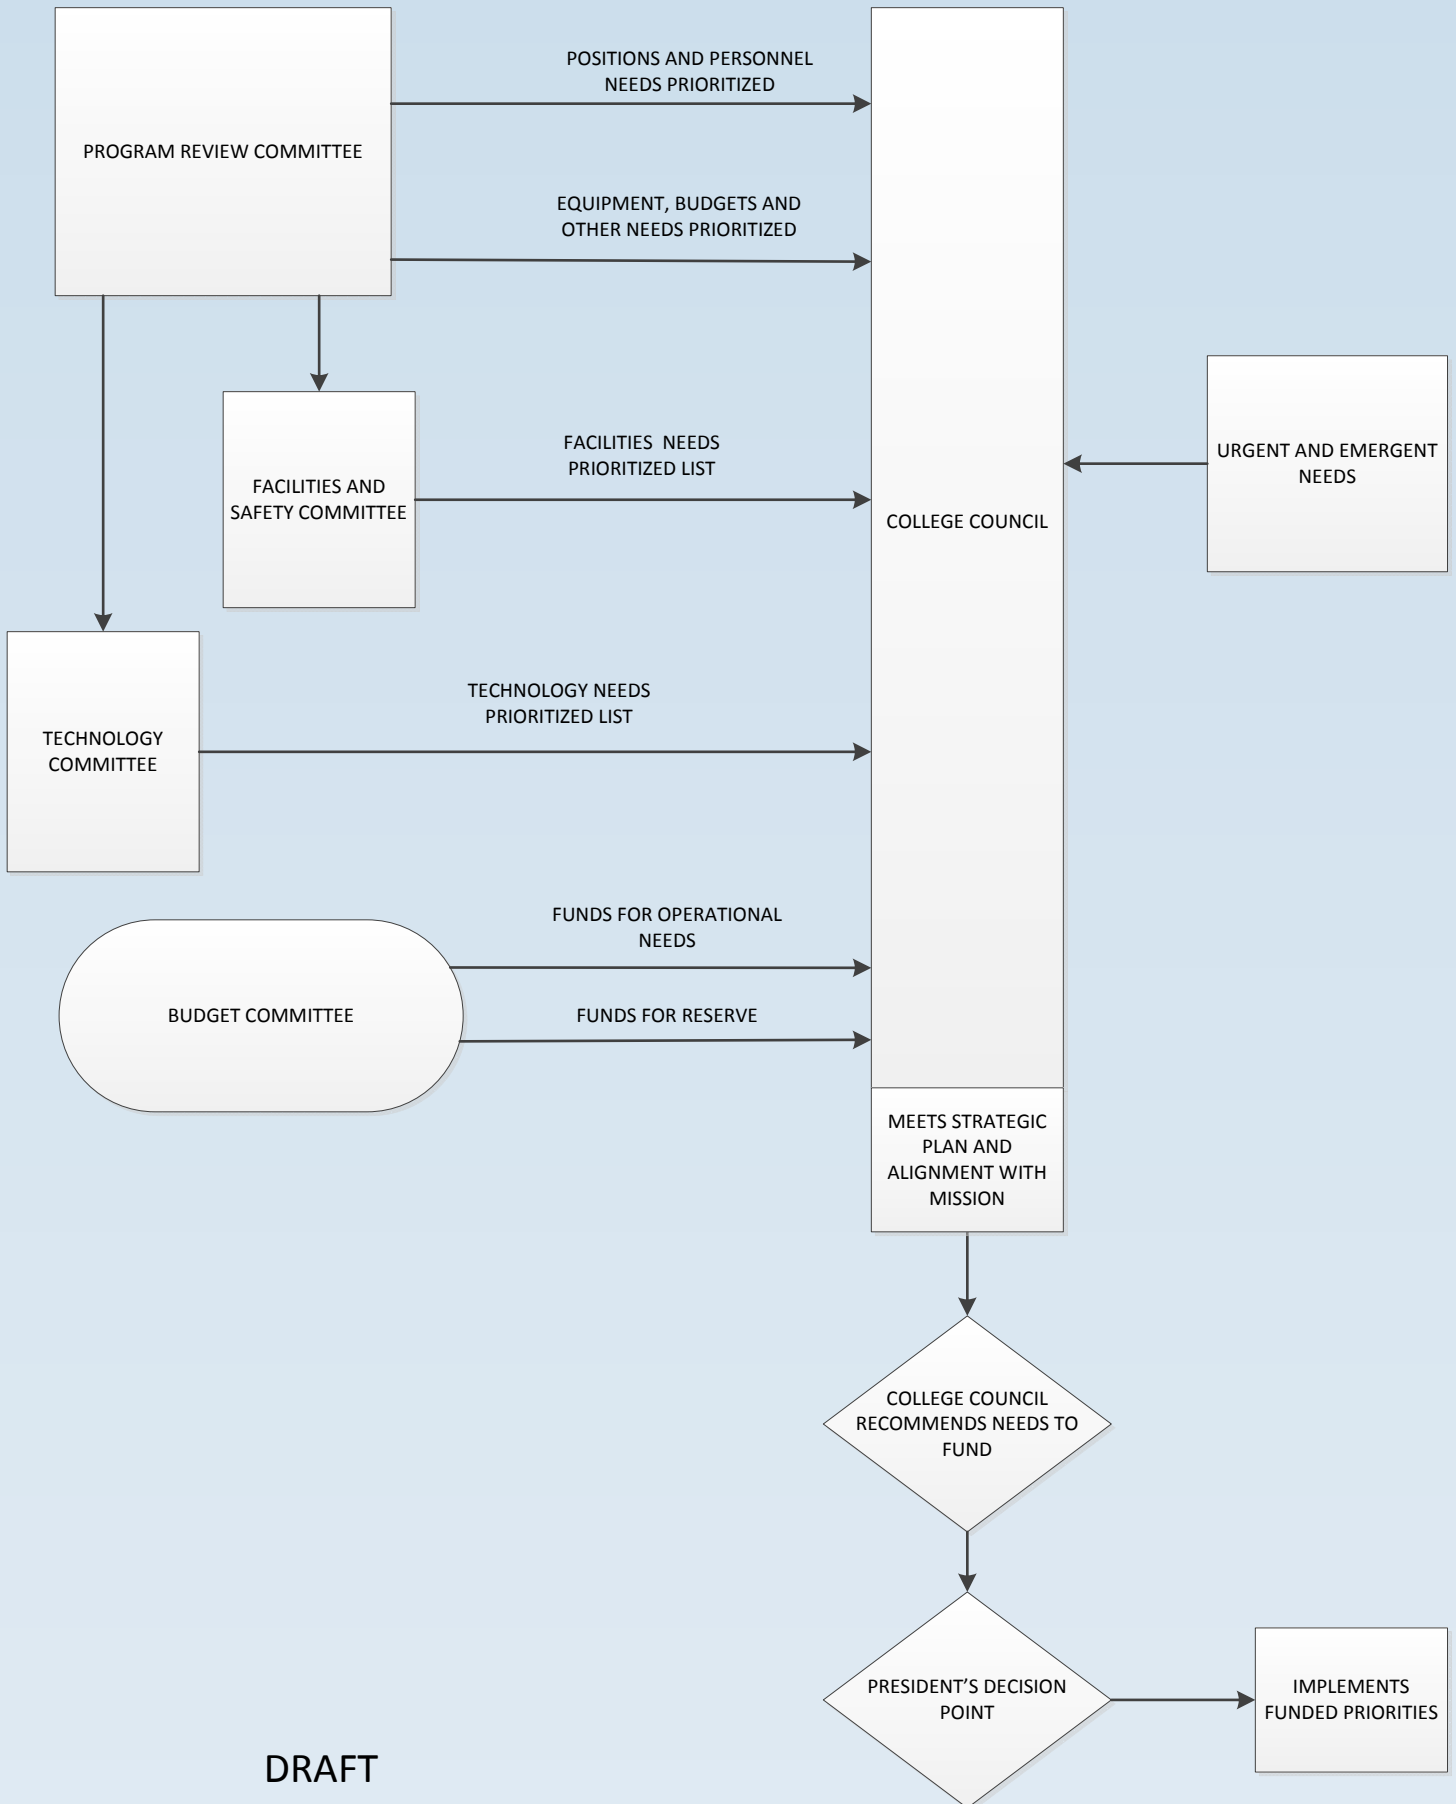 POSITIONS AND PERSONNEL
NEEDS PRIORITIZED
PROGRAM REVIEW COMMITTEE
EQUIPMENT, BUDGETS AND
OTHER NEEDS PRIORITIZED
FACILITIES AND
SAFETY COMMITTEE
FACILITIES NEEDS
PRIORITIZED LIST
COLLEGE COUNCIL
URGENT AND EMERGENT
NEEDS
TECHNOLOGY
COMMITTEE
TECHNOLOGY NEEDS
PRIORITIZED LIST
FUNDS FOR OPERATIONAL
NEEDS
BUDGET COMMITTEE
FUNDS FOR RESERVE
MEETS STRATEGIC
PLAN AND
ALIGNMENT WITH
MISSION
COLLEGE COUNCIL
RECOMMENDS NEEDS TO
FUND
PRESIDENT’S DECISION
POINT
IMPLEMENTS
FUNDED PRIORITIES
DRAFT